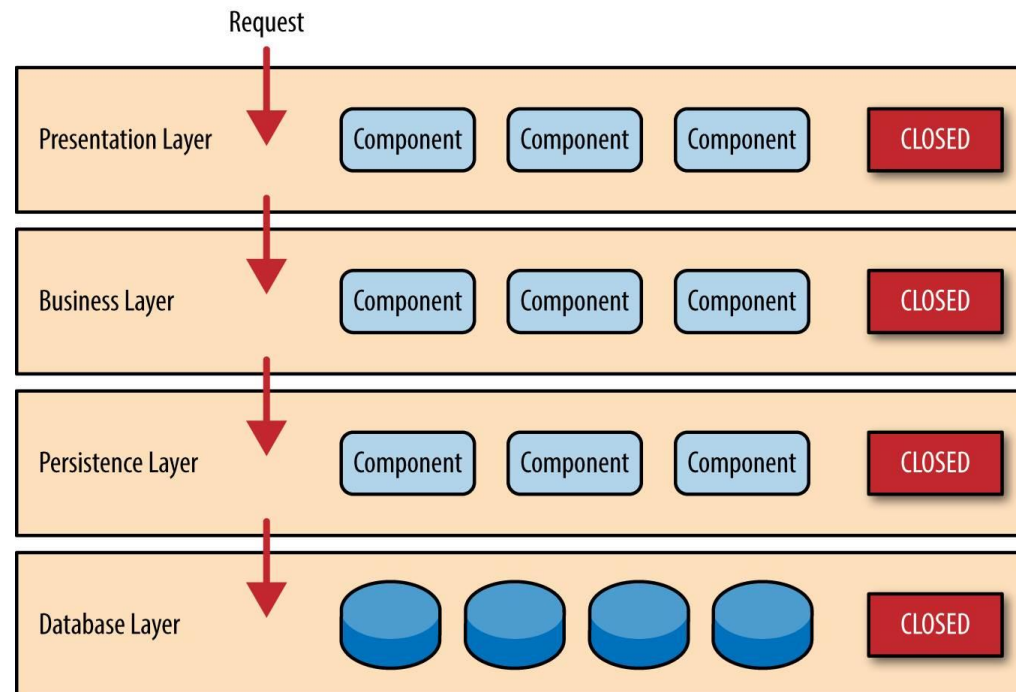 Request
Presentation Layer Component Component Component CLOSED
Business Layer Component Component Component CLOSED
Persistence Layer Component Component Component CLOSED
Database Layer CLOSED